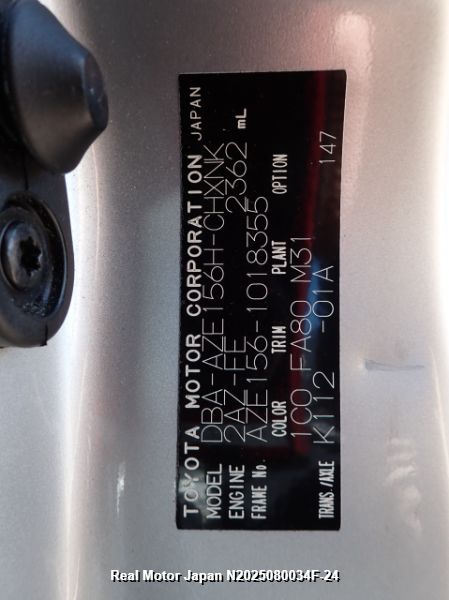 TOYOTA MOTOR CORPORATION JAPAN
MODEL DBA-AZE156H-CHXNK
ENGINE 2AZ-FE 2362 mL
FRAME No. AZE156-1018355
COLOR TRIM PLANT OPTION
1C0 FA80 M31
TRANS./AXLE K112 -01A 147
Real Motor Japan N2025080034F-24